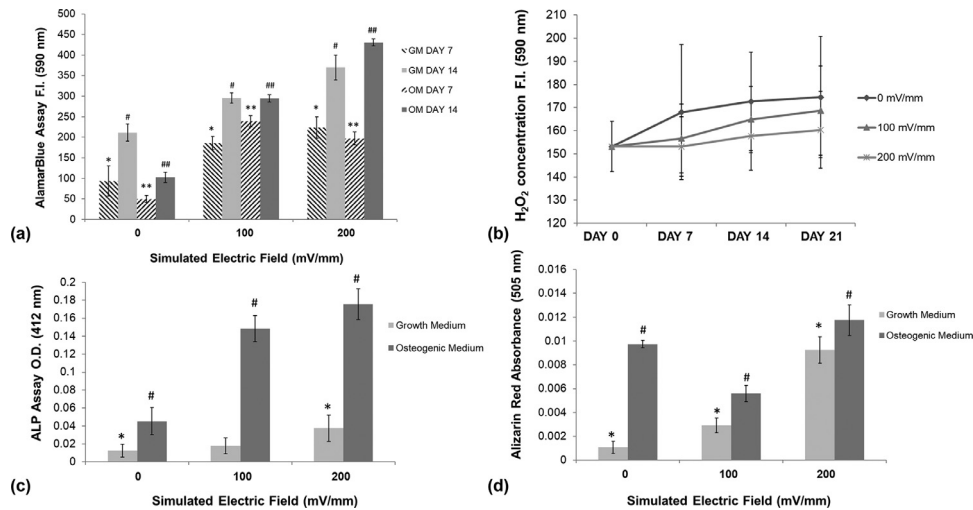 AlamarBlue Assay F.I. (590 nm)
500
450
400
350
300
250
200
150
100
50
0
* # ** ##
* # ** ##
* # ** ##
GM DAY 7
GM DAY 14
OM DAY 7
OM DAY 14
0 100 200
Simulated Electric Field (mV/mm)
(a)
H2O2 concentration F.I. (590 nm)
210
200
190
180
170
160
150
140
130
120
DAY 0 DAY 7 DAY 14 DAY 21
0 mV/mm
100 mV/mm
200 mV/mm
(b)
ALP Assay O.D. (412 nm)
0.2
0.18
0.16
0.14
0.12
0.1
0.08
0.06
0.04
0.02
0
* #
#
* #
Growth Medium
Osteogenic Medium
0 100 200
Simulated Electric Field (mV/mm)
(c)
Alizarin Red Absorbance (505 nm)
0.016
0.014
0.012
0.01
0.008
0.006
0.004
0.002
0
* #
* #
* #
Growth Medium
Osteogenic Medium
0 100 200
Simulated Electric Field (mV/mm)
(d)